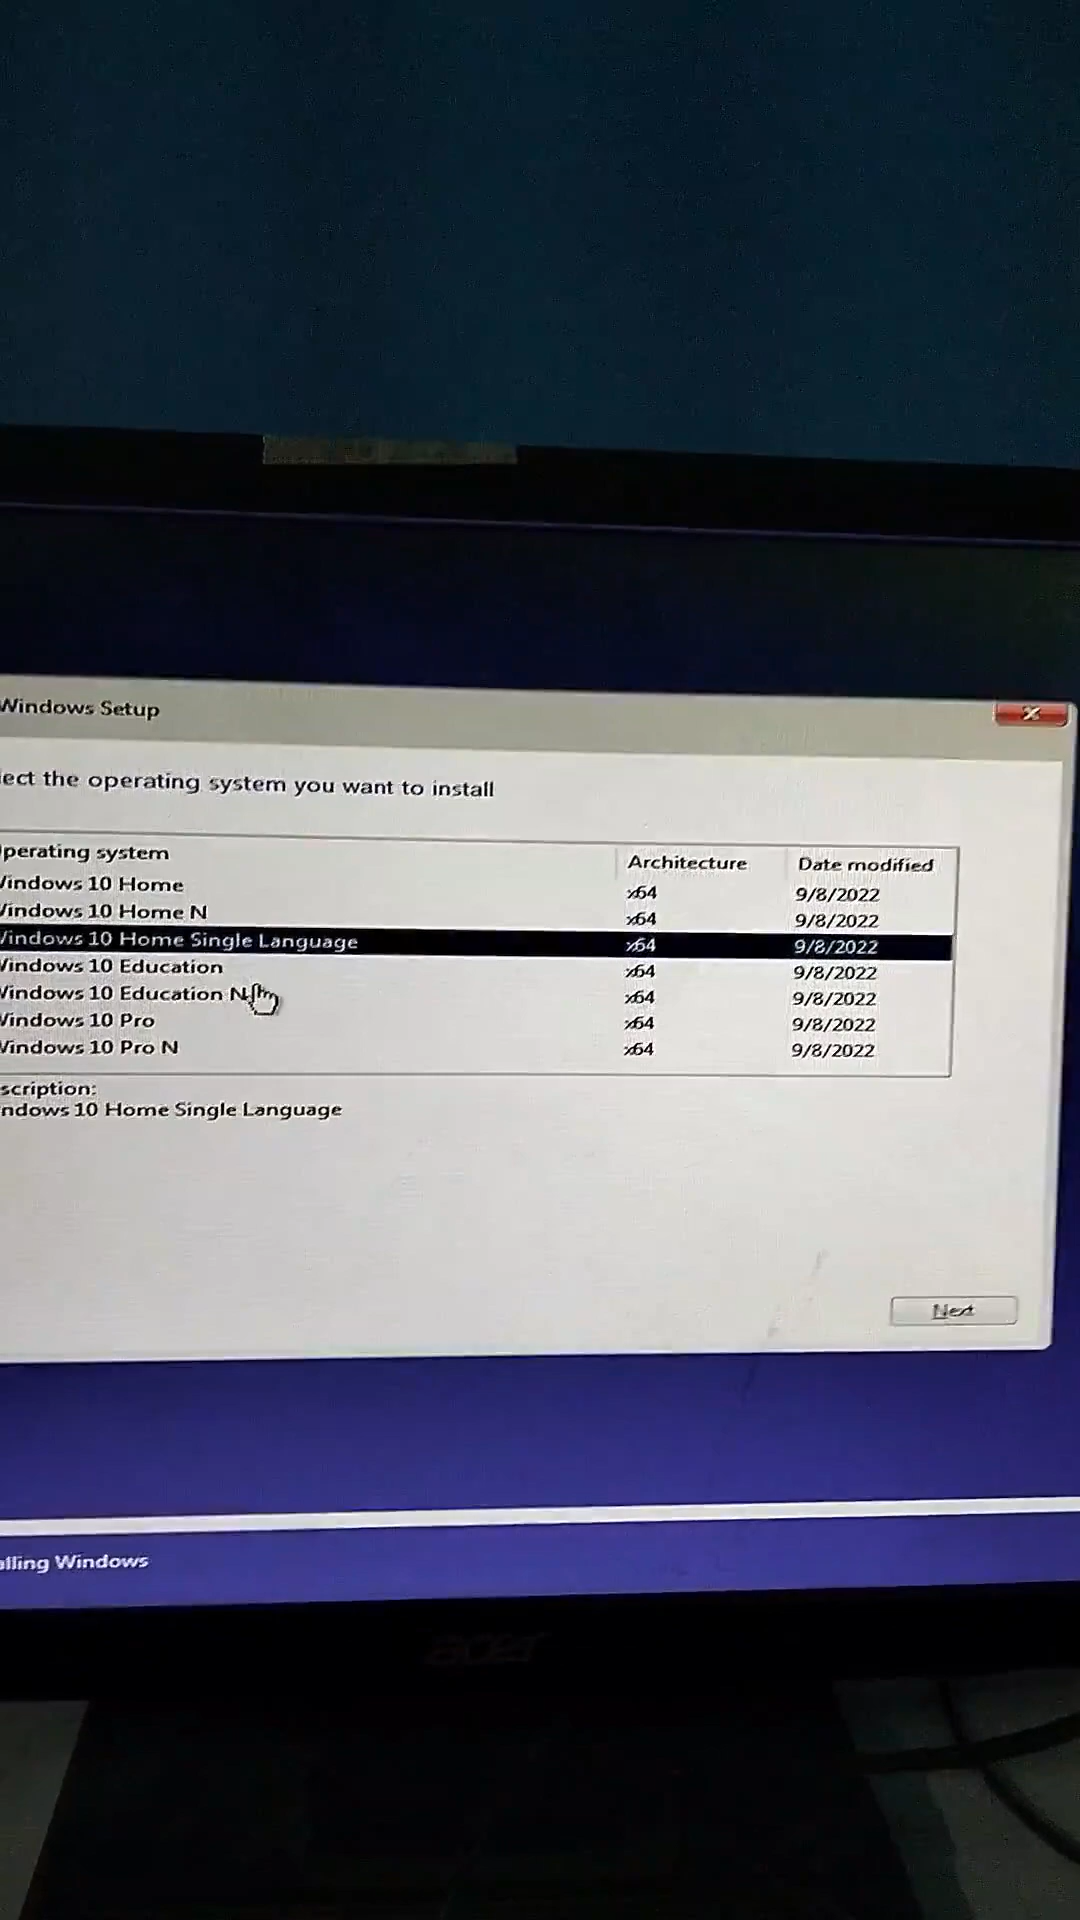 Windows Setup
lect the operating system you want to install
perating system Architecture Date modified
Vindows 10 Home x64 9/8/2022
Vindows 10 Home N x64 9/8/2022
Vindows 10 Home Single Language x64 9/8/2022
Vindows 10 Education x64 9/8/2022
Vindows 10 Education N x64 9/8/2022
Vindows 10 Pro x64 9/8/2022
Vindows 10 Pro N x64 9/8/2022
scription:
ndows 10 Home Single Language
Next
alling Windows
acer